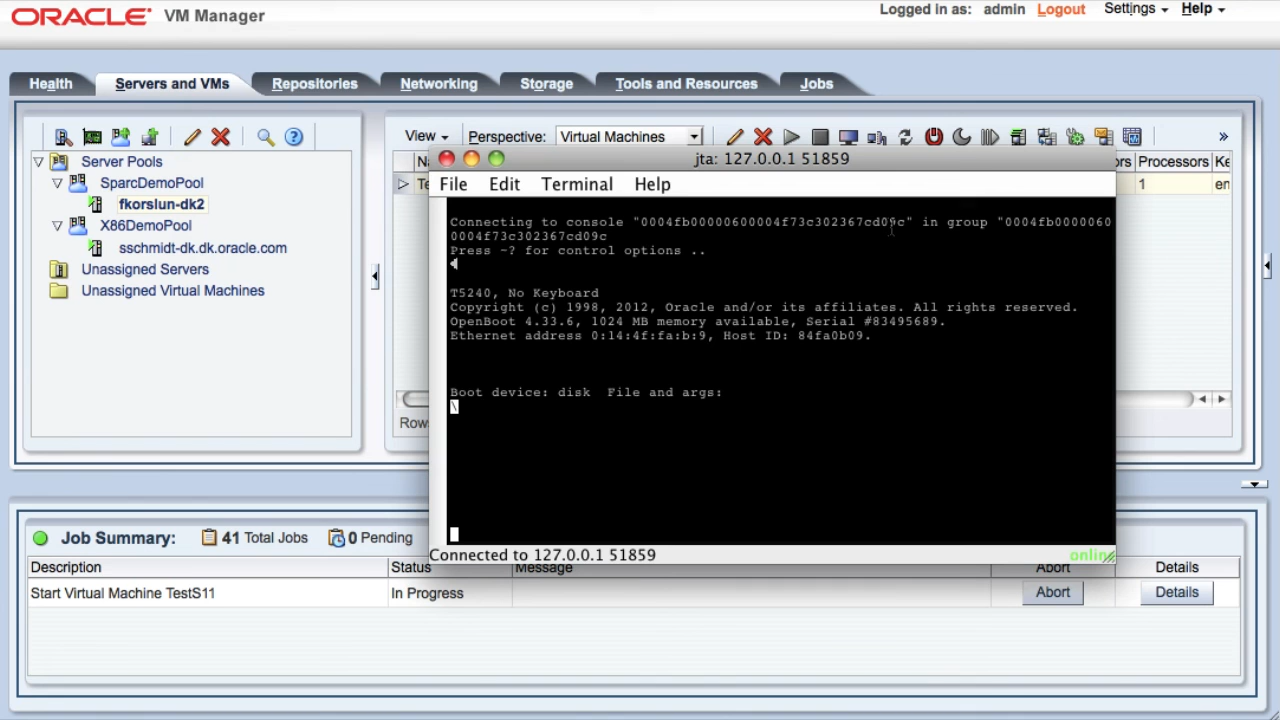 ORACLE VM Manager
Logged in as: admin Logout Settings Help
Health Servers and VMs Repositories Networking Storage Tools and Resources Jobs
View Perspective: Virtual Machines
Server Pools
SparcDemoPool
fkorslun-dk2
X86DemoPool
sschmidt-dk.dk.oracle.com
Unassigned Servers
Unassigned Virtual Machines
Processors
1
jta: 127.0.0.1 51859
File Edit Terminal Help
Connecting to console "0004fb00000600004f73c302367cd09c" in group "0004fb0000060
0004f73c302367cd09c
Press ~? for control options ..
T5240, No Keyboard
Copyright (c) 1998, 2012, Oracle and/or its affiliates. All rights reserved.
OpenBoot 4.33.6, 1024 MB memory available, Serial #83495689.
Ethernet address 0:14:4f:fa:b:9, Host ID: 84fa0b09.
Boot device: disk File and args:
\
Connected to 127.0.0.1 51859 online
Job Summary: 41 Total Jobs 0 Pending
Description Status Message Abort Details
Start Virtual Machine TestS11 In Progress Abort Details